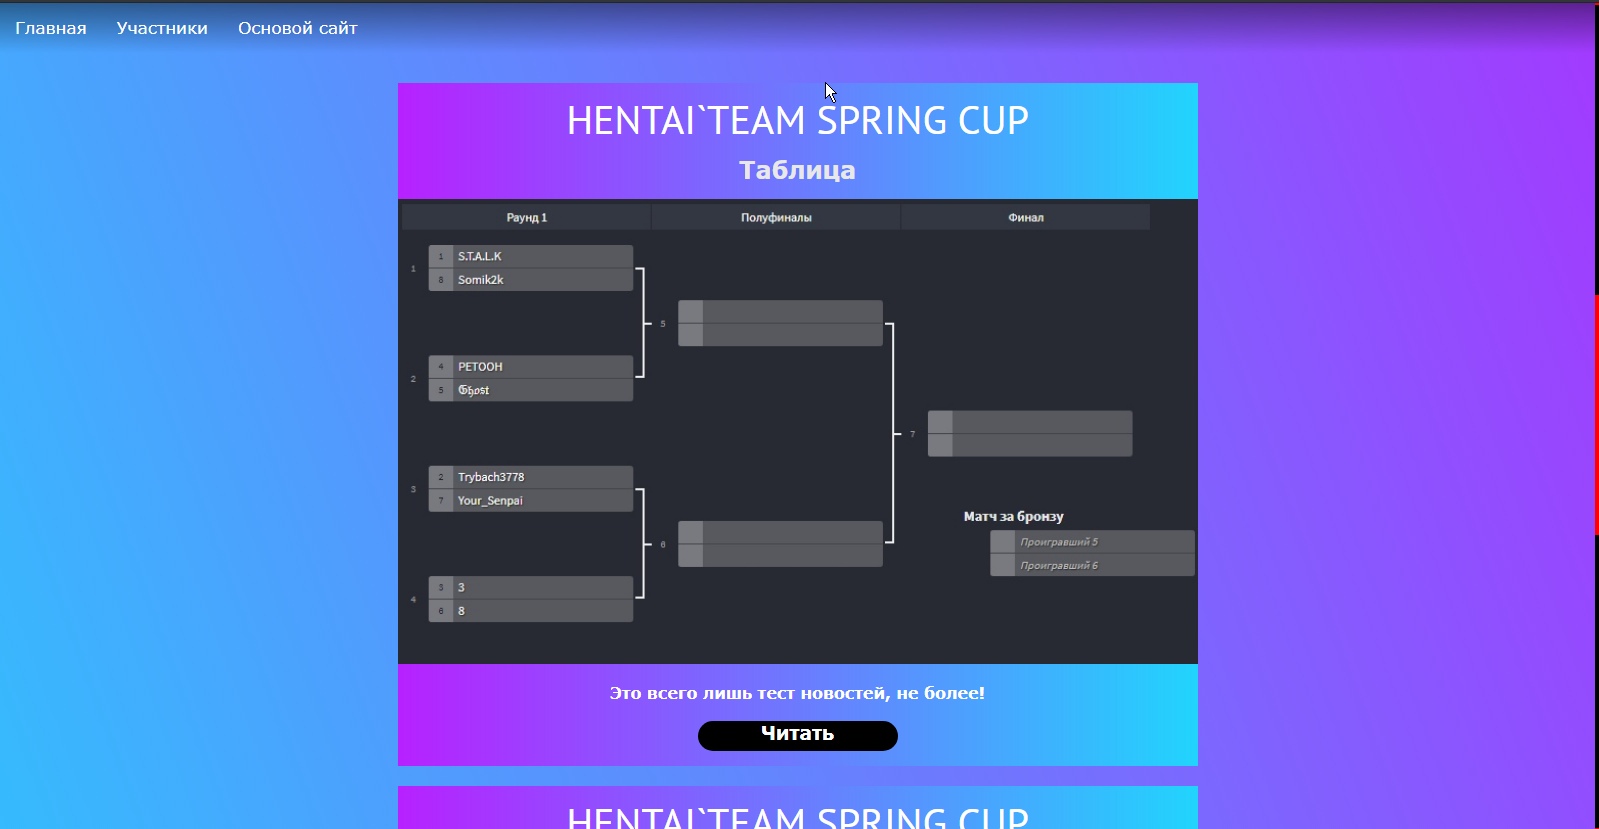 Главная Участники Основой сайт
HENTAI`TEAM SPRING CUP
Таблица
Раунд 1 Полуфиналы Финал
1 1 S.T.A.L.K
8 Somik2k
5
2 4 PETOOH
5 𝕲𝖍𝖔𝖘𝖙
7
3 2 Trybach3778
7 Your_Senpai
Матч за бронзу
6 Проигравший 5
Проигравший 6
4 3 3
6 8
Это всего лишь тест новостей, не более!
Читать
HENTAI`TEAM SPRING CUP